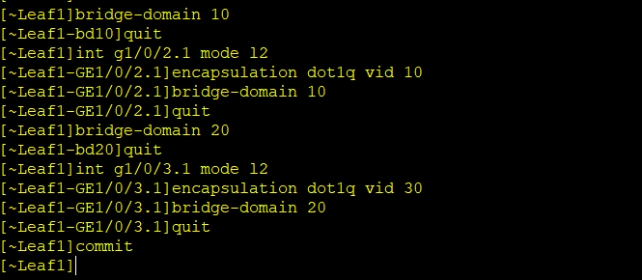 [~Leaf1]bridge-domain 10
[~Leaf1-bd10]quit
[~Leaf1]int g1/0/2.1 mode l2
[~Leaf1-GE1/0/2.1]encapsulation dot1q vid 10
[~Leaf1-GE1/0/2.1]bridge-domain 10
[~Leaf1-GE1/0/2.1]quit
[~Leaf1]bridge-domain 20
[~Leaf1-bd20]quit
[~Leaf1]int g1/0/3.1 mode l2
[~Leaf1-GE1/0/3.1]encapsulation dot1q vid 30
[~Leaf1-GE1/0/3.1]bridge-domain 20
[~Leaf1-GE1/0/3.1]quit
[~Leaf1]commit
[~Leaf1]